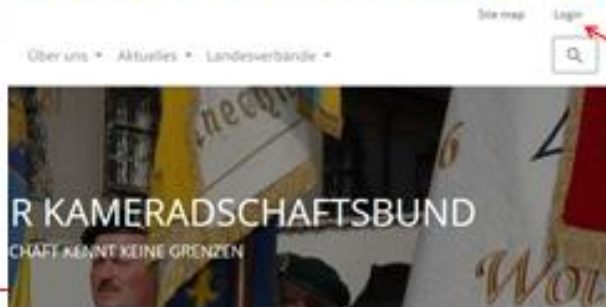 Site map Login
Über uns Aktuelles Landesverbände
R KAMERADSCHAFTSBUND
CHAFT KENNT KEINE GRENZEN